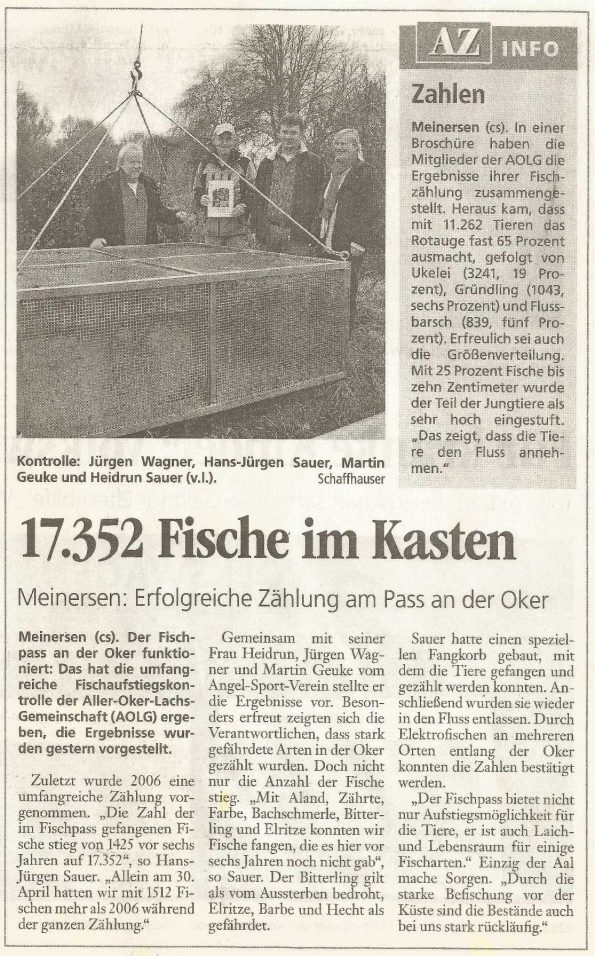 AZ INFO
Zahlen
Meinersen (cs). In einer
Broschüre haben die
Mitglieder der AOLG die
Ergebnisse ihrer Fisch-
zählung zusammenge-
stellt. Heraus kam, dass
mit 11.262 Tieren das
Rotauge fast 65 Prozent
ausmacht, gefolgt von
Ukelei (3241, 19 Pro-
zent), Gründling (1043,
sechs Prozent) und Fluss-
barsch (839, fünf Pro-
zent). Erfreulich sei auch
die Größenverteilung.
Mit 25 Prozent Fische bis
zehn Zentimeter wurde
der Teil der Jungtiere als
sehr hoch eingestuft.
„Das zeigt, dass die Tie-
re den Fluss anneh-
men.“
Kontrolle: Jürgen Wagner, Hans-Jürgen Sauer, Martin
Geuke und Heidrun Sauer (v.l.). Schaffhauser
17.352 Fische im Kasten
Meinersen: Erfolgreiche Zählung am Pass an der Oker
Meinersen (cs). Der Fisch-
pass an der Oker funktio-
niert: Das hat die umfang-
reiche Fischaufstiegskon-
trolle der Aller-Oker-Lachs-
Gemeinschaft (AOLG) erge-
ben, die Ergebnisse wur-
den gestern vorgestellt.
Zuletzt wurde 2006 eine
umfangreiche Zählung vor-
genommen. „Die Zahl der
im Fischpass gefangenen Fi-
sche stieg von 1425 vor sechs
Jahren auf 17.352“, so Hans-
Jürgen Sauer. „Allein am 30.
April hatten wir mit 1512 Fi-
schen mehr als 2006 während
der ganzen Zählung.“
Gemeinsam mit seiner
Frau Heidrun, Jürgen Wag-
ner und Martin Geuke vom
Angel-Sport-Verein stellte er
die Ergebnisse vor. Beson-
ders erfreut zeigten sich die
Verantwortlichen, dass stark
gefährdete Arten in der Oker
gezählt wurden. Doch nicht
nur die Anzahl der Fische
stieg. „Mit Aland, Zährte,
Farbe, Bachschmerle, Bitter-
ling und Elritze konnten wir
Fische fangen, die es hier vor
sechs Jahren noch nicht gab“,
so Sauer. Der Bitterling gilt
als vom Aussterben bedroht,
Elritze, Barbe und Hecht als
gefährdet.
Sauer hatte einen speziel-
len Fangkorb gebaut, mit
dem die Tiere gefangen und
gezählt werden konnten. An-
schließend wurden sie wieder
in den Fluss entlassen. Durch
Elektrofischen an mehreren
Orten entlang der Oker
konnten die Zahlen bestätigt
werden.
„Der Fischpass bietet nicht
nur Aufstiegsmöglichkeit für
die Tiere, er ist auch Laich-
und Lebensraum für einige
Fischarten.“ Einzig der Aal
mache Sorgen. „Durch die
starke Befischung vor der
Küste sind die Bestände auch
bei uns stark rückläufig.“